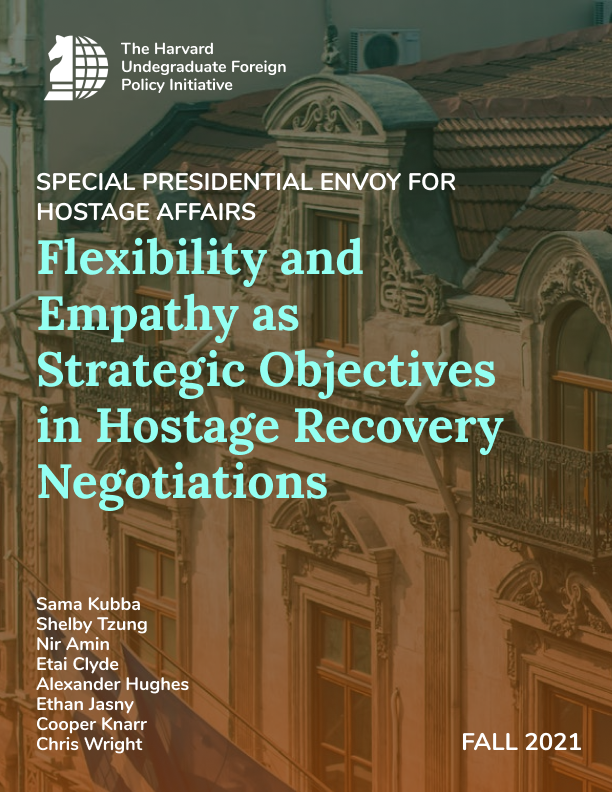 The Harvard
Undergraduate Foreign
Policy Initiative
SPECIAL PRESIDENTIAL ENVOY FOR
HOSTAGE AFFAIRS
Flexibility and
Empathy as
Strategic Objectives
in Hostage Recovery
Negotiations
Sama Kubba
Shelby Tzung
Nir Amin
Etai Clyde
Alexander Hughes
Ethan Jasny
Cooper Knarr
Chris Wright
FALL 2021